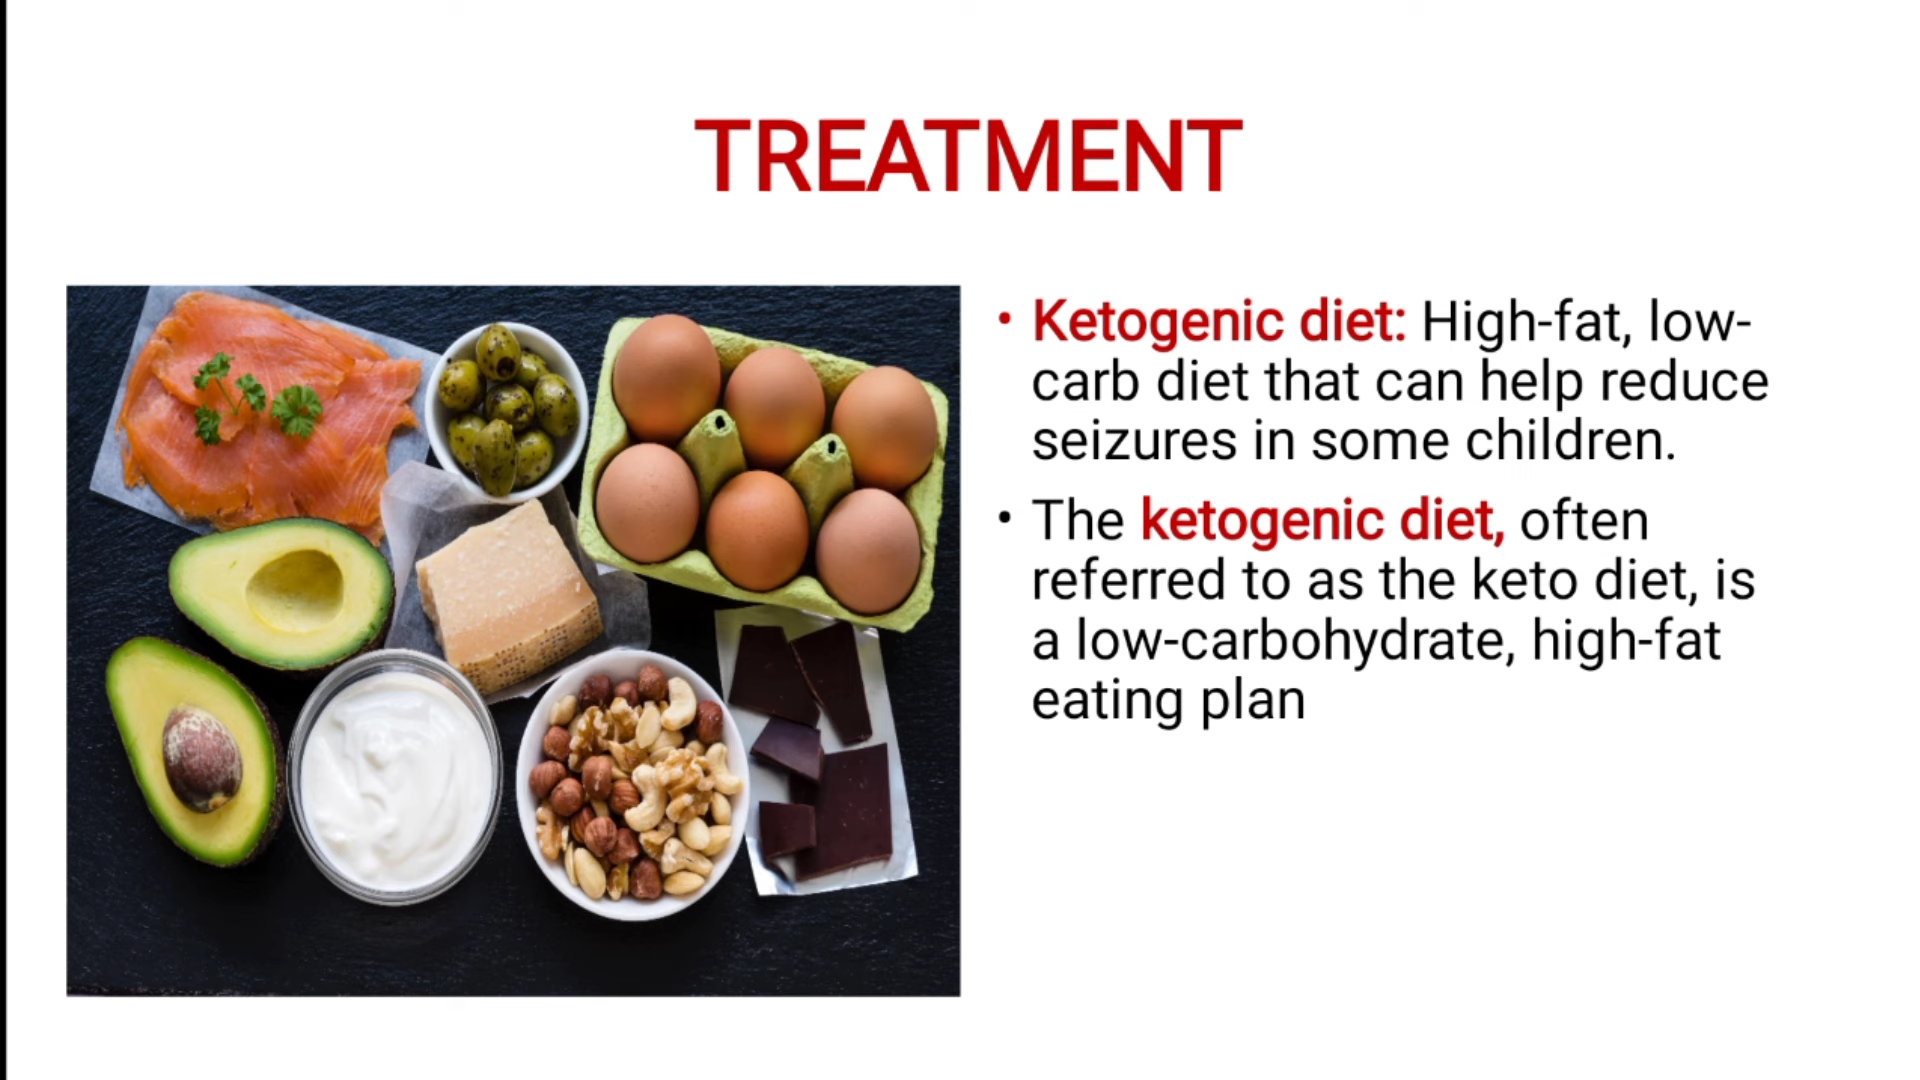 TREATMENT
• Ketogenic diet: High-fat, low-
carb diet that can help reduce
seizures in some children.
• The ketogenic diet, often
referred to as the keto diet, is
a low-carbohydrate, high-fat
eating plan